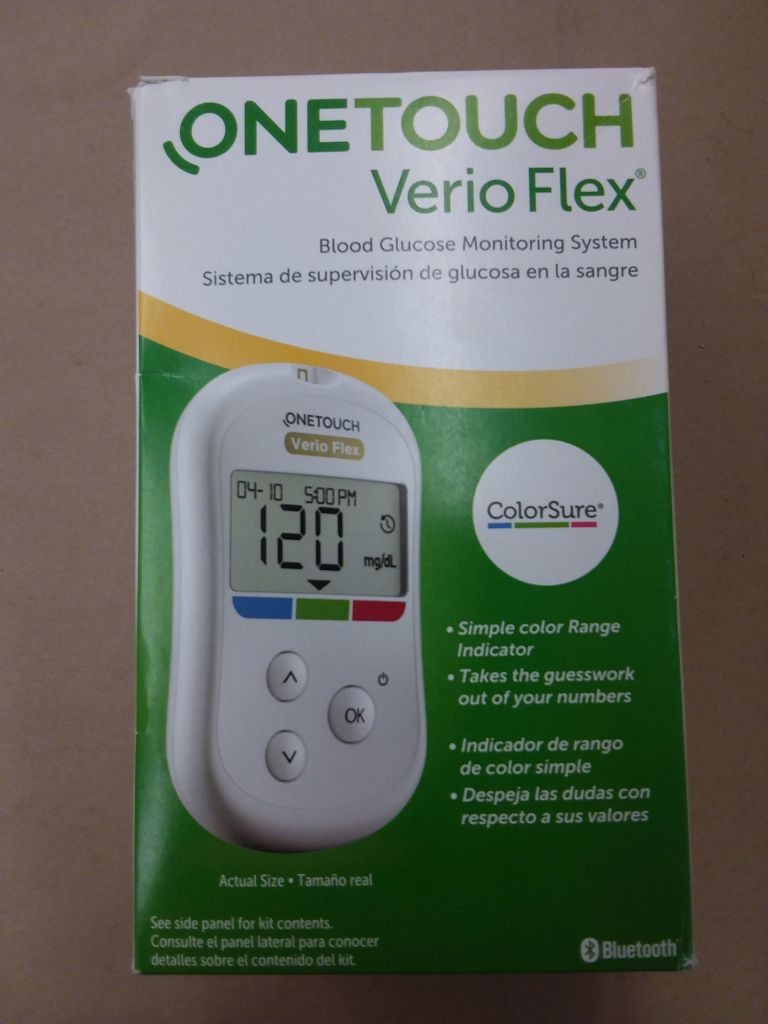 ONETOUCH
Verio Flex®
Blood Glucose Monitoring System
Sistema de supervisión de glucosa en la sangre
ONETOUCH
Verio Flex
04-10 5:00 PM
120
mg/dL
OK
ColorSure®
• Simple color Range
Indicator
• Takes the guesswork
out of your numbers
• Indicador de rango
de color simple
• Despeja las dudas con
respecto a sus valores
Actual Size • Tamaño real
See side panel for kit contents.
Consulte el panel lateral para conocer
detalles sobre el contenido del kit.
Bluetooth